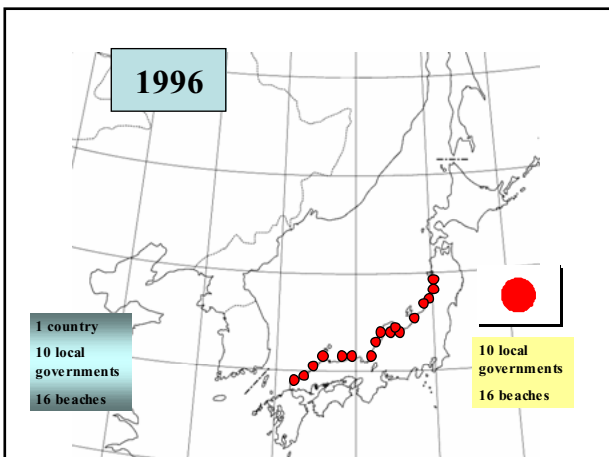 1996
1 country
10 local
governments
16 beaches
10 local
governments
16 beaches